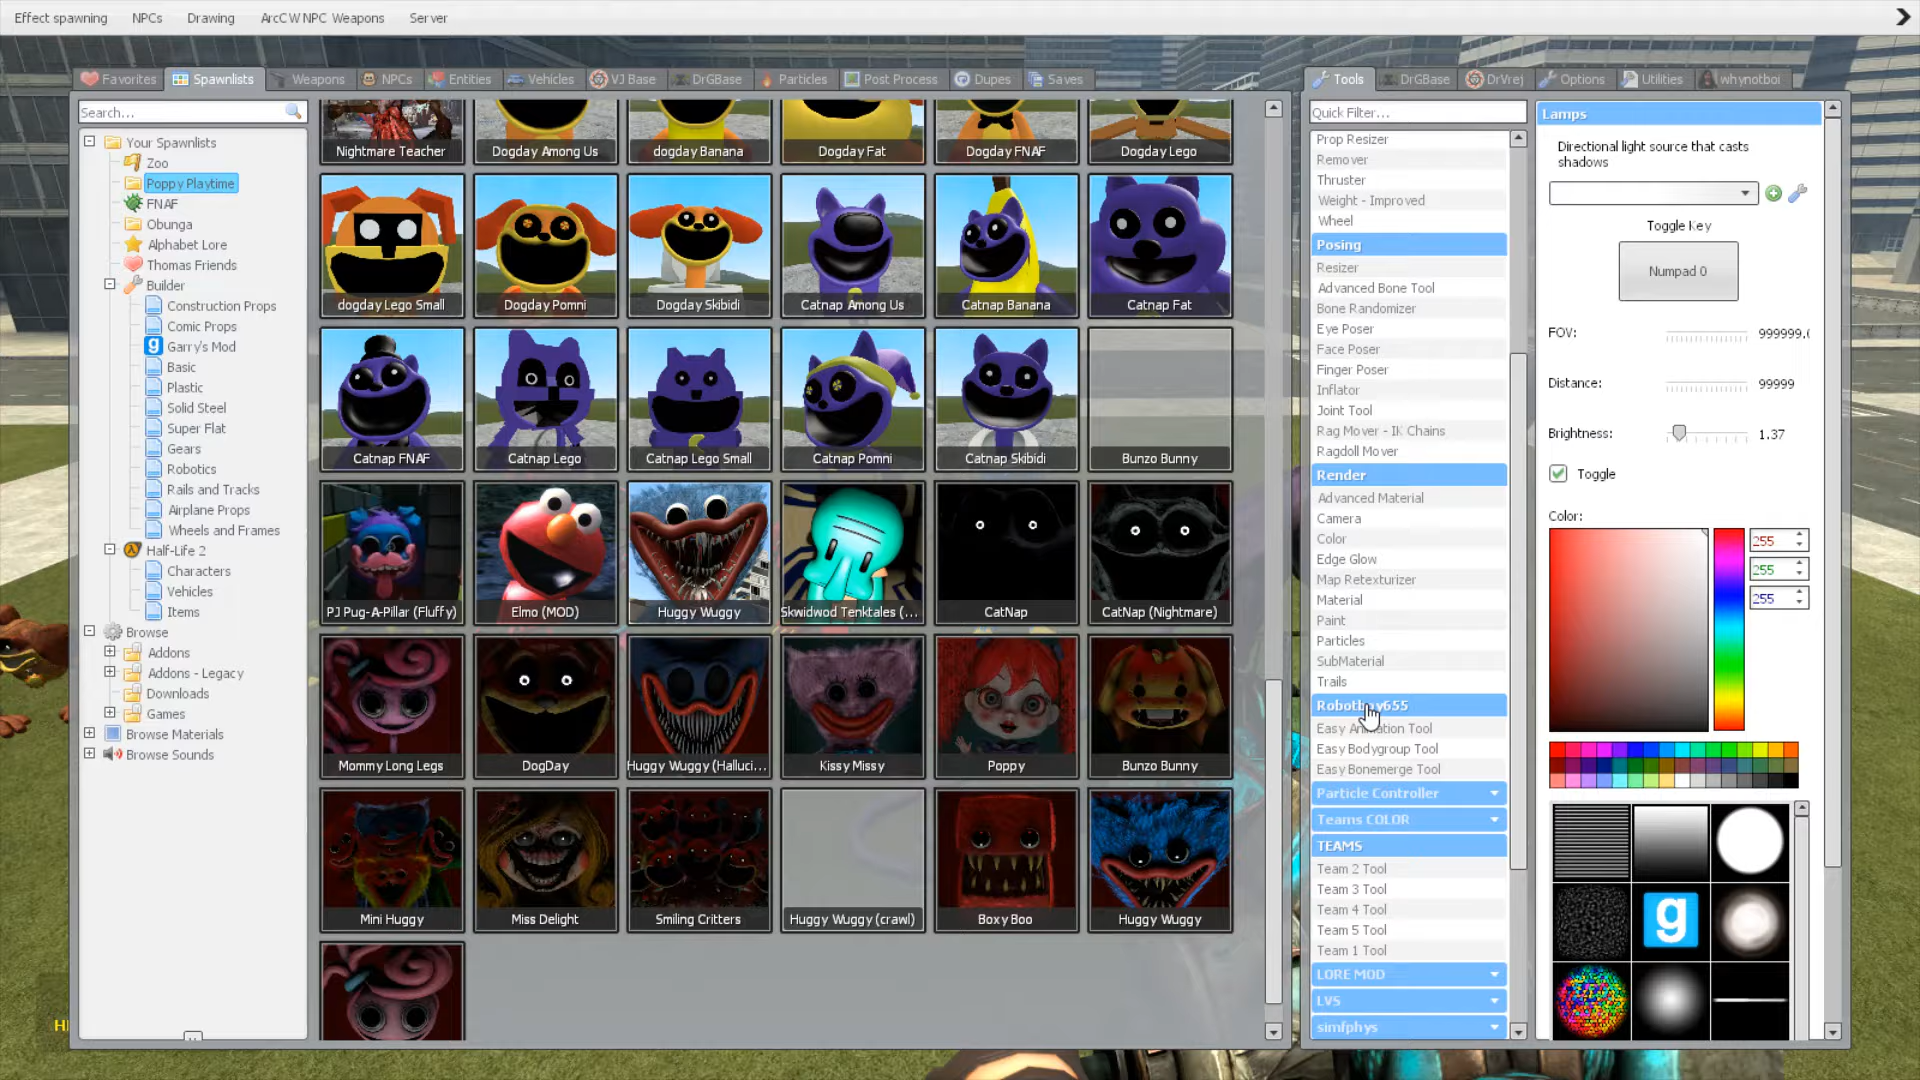 Effect spawning NPCs Drawing ArcCW NPC Weapons Server
Favorites Spawnlists Weapons NPCs Entities Vehicles VJ Base DrGBase Particles Post Process Dupes Saves
Tools DrGBase DrVrej Options Utilities whynotboi
Search...
Your Spawnlists
Zoo
Poppy Playtime
FNAF
Obunga
Alphabet Lore
Thomas Friends
Builder
Construction Props
Comic Props
Garry's Mod
Basic
Plastic
Solid Steel
Super Flat
Gears
Robotics
Rails and Tracks
Airplane Props
Wheels and Frames
Half-Life 2
Characters
Vehicles
Items
Browse
Addons
Addons - Legacy
Downloads
Games
Browse Materials
Browse Sounds
Nightmare Teacher Dogday Among Us dogday Banana Dogday Fat Dogday FNAF Dogday Lego
dogday Lego Small Dogday Pomni Dogday Skibidi Catnap Among Us Catnap Banana Catnap Fat
Catnap FNAF Catnap Lego Catnap Lego Small Catnap Pomni Catnap Skibidi Bunzo Bunny
PJ Pug-A-Pillar (Fluffy) Elmo (MOD) Huggy Wuggy Skwidwod Tenktales (... CatNap CatNap (Nightmare)
Mommy Long Legs DogDay Huggy Wuggy (Halluci... Kissy Missy Poppy Bunzo Bunny
Mini Huggy Miss Delight Smiling Critters Huggy Wuggy (crawl) Boxy Boo Huggy Wuggy
Quick Filter...
Prop Resizer
Remover
Thruster
Weight - Improved
Wheel
Posing
Resizer
Advanced Bone Tool
Bone Randomizer
Eye Poser
Face Poser
Finger Poser
Inflator
Joint Tool
Rag Mover - IK Chains
Ragdoll Mover
Render
Advanced Material
Camera
Color
Edge Glow
Map Retexturizer
Material
Paint
Particles
SubMaterial
Trails
Robotboy655
Easy Animation Tool
Easy Bodygroup Tool
Easy Bonemerge Tool
Particle Controller
Teams COLOR
TEAMS
Team 2 Tool
Team 3 Tool
Team 4 Tool
Team 5 Tool
Team 1 Tool
LORE MOD
LVS
simfphys
Lamps
Directional light source that casts
shadows
Toggle Key
Numpad 0
FOV: 999999.
Distance: 99999
Brightness: 1.37
Toggle
Color:
255
255
255
g